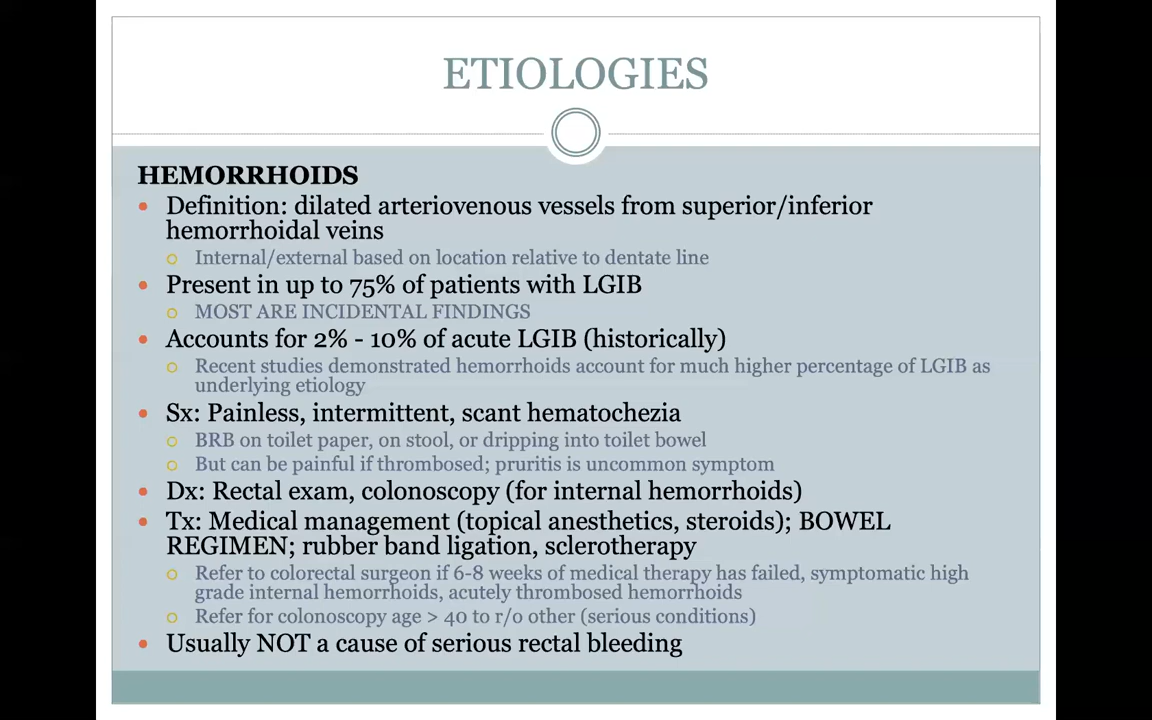 ETIOLOGIES
HEMORRHOIDS
• Definition: dilated arteriovenous vessels from superior/inferior
hemorrhoidal veins
○ Internal/external based on location relative to dentate line
• Present in up to 75% of patients with LGIB
○ MOST ARE INCIDENTAL FINDINGS
• Accounts for 2% - 10% of acute LGIB (historically)
○ Recent studies demonstrated hemorrhoids account for much higher percentage of LGIB as
underlying etiology
• Sx: Painless, intermittent, scant hematochezia
○ BRB on toilet paper, on stool, or dripping into toilet bowel
○ But can be painful if thrombosed; pruritis is uncommon symptom
• Dx: Rectal exam, colonoscopy (for internal hemorrhoids)
• Tx: Medical management (topical anesthetics, steroids); BOWEL
REGIMEN; rubber band ligation, sclerotherapy
○ Refer to colorectal surgeon if 6-8 weeks of medical therapy has failed, symptomatic high
grade internal hemorrhoids, acutely thrombosed hemorrhoids
○ Refer for colonoscopy age > 40 to r/o other (serious conditions)
• Usually NOT a cause of serious rectal bleeding